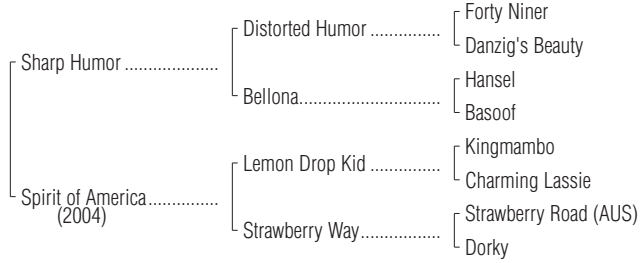 Forty Niner
Distorted Humor ...............
Danzig's Beauty
Sharp Humor ....................
Hansel
Bellona..............................
Basoof
Kingmambo
Lemon Drop Kid ...............
Charming Lassie
Spirit of America...............
(2004)
Strawberry Road (AUS)
Strawberry Way.................
Dorky